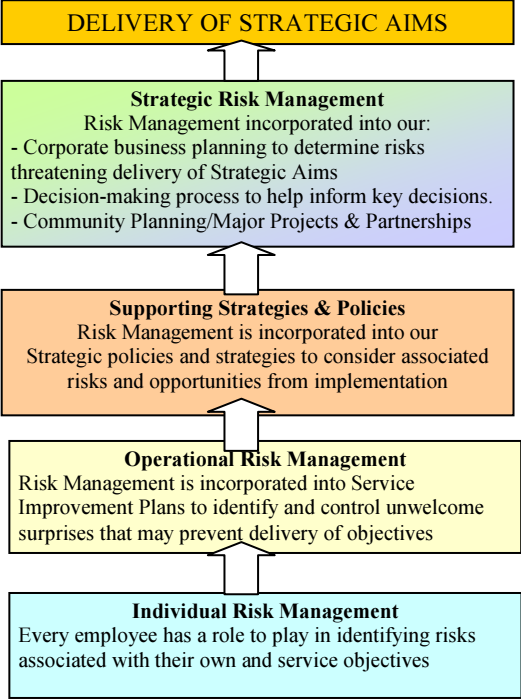 DELIVERY OF STRATEGIC AIMS
Strategic Risk Management
Risk Management incorporated into our:
- Corporate business planning to determine risks
threatening delivery of Strategic Aims
- Decision-making process to help inform key decisions.
- Community Planning/Major Projects & Partnerships
Supporting Strategies & Policies
Risk Management is incorporated into our
Strategic policies and strategies to consider associated
risks and opportunities from implementation
Operational Risk Management
Risk Management is incorporated into Service
Improvement Plans to identify and control unwelcome
surprises that may prevent delivery of objectives
Individual Risk Management
Every employee has a role to play in identifying risks
associated with their own and service objectives